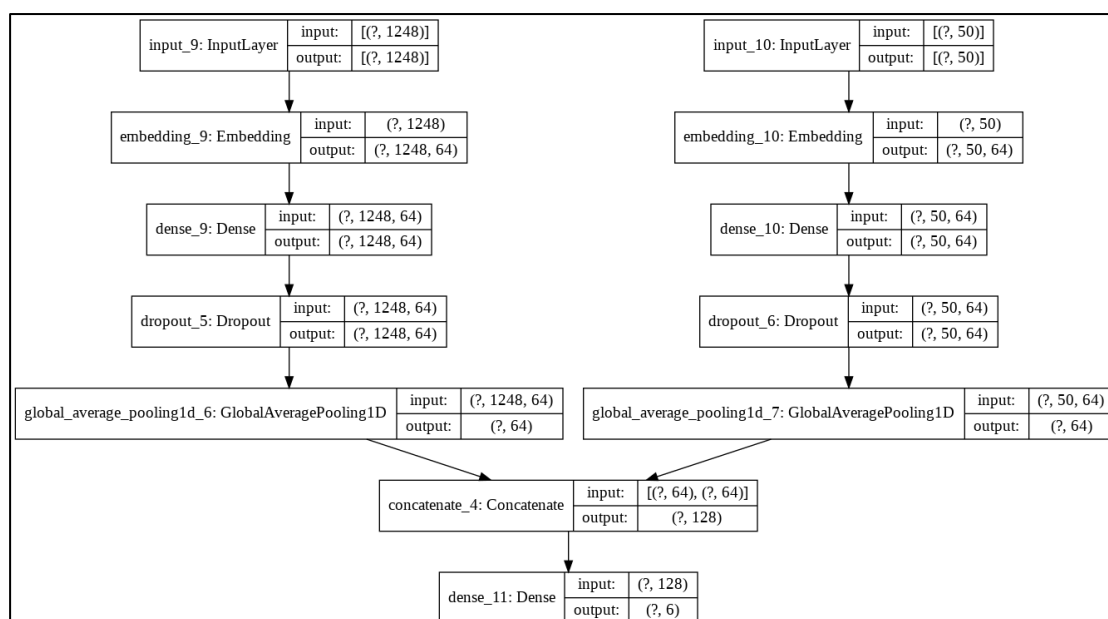 input_9: InputLayer
input: [(?, 1248)]
output: [(?, 1248)]
input_10: InputLayer
input: [(?, 50)]
output: [(?, 50)]
embedding_9: Embedding
input: (?, 1248)
output: (?, 1248, 64)
embedding_10: Embedding
input: (?, 50)
output: (?, 50, 64)
dense_9: Dense
input: (?, 1248, 64)
output: (?, 1248, 64)
dense_10: Dense
input: (?, 50, 64)
output: (?, 50, 64)
dropout_5: Dropout
input: (?, 1248, 64)
output: (?, 1248, 64)
dropout_6: Dropout
input: (?, 50, 64)
output: (?, 50, 64)
global_average_pooling1d_6: GlobalAveragePooling1D
input: (?, 1248, 64)
output: (?, 64)
global_average_pooling1d_7: GlobalAveragePooling1D
input: (?, 50, 64)
output: (?, 64)
concatenate_4: Concatenate
input: [(?, 64), (?, 64)]
output: (?, 128)
dense_11: Dense
input: (?, 128)
output: (?, 6)